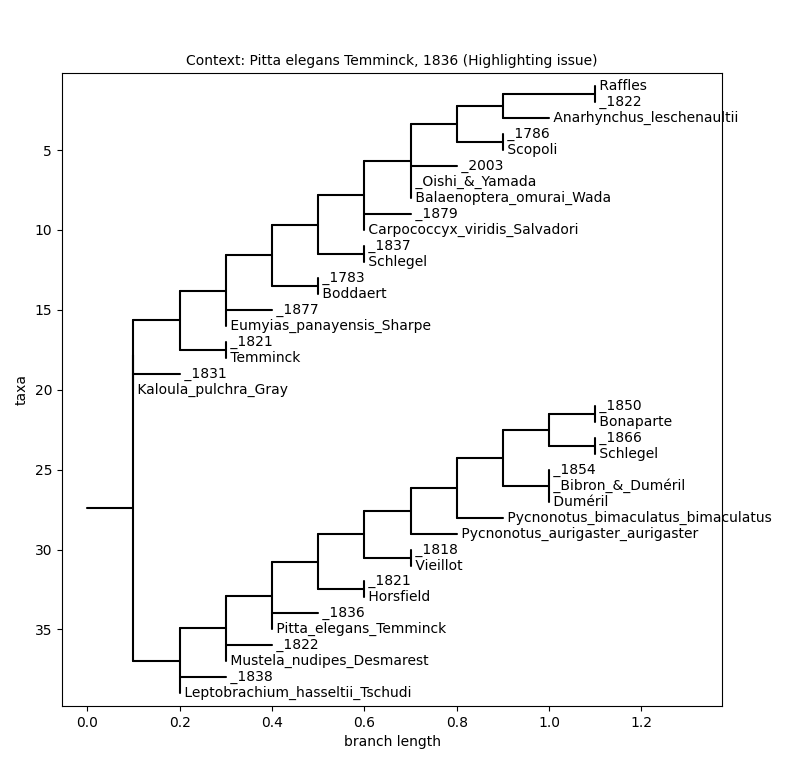 Context: Pitta elegans Temminck, 1836 (Highlighting issue)
Raffles
_1822
Anarhynchus_leschenaultii
_1786
Scopoli
_2003
_Oishi_&_Yamada
Balaenoptera_omurai_Wada
_1879
Carpococcyx_viridis_Salvadori
_1837
Schlegel
_1783
Boddaert
_1877
Eumyias_panayensis_Sharpe
_1821
Temminck
_1831
Kaloula_pulchra_Gray
_1850
Bonaparte
_1866
Schlegel
_1854
_Bibron_&_Duméril
Duméril
Pycnonotus_bimaculatus_bimaculatus
Pycnonotus_aurigaster_aurigaster
_1818
Vieillot
_1821
Horsfield
_1836
Pitta_elegans_Temminck
_1822
Mustela_nudipes_Desmarest
_1838
Leptobrachium_hasseltii_Tschudi
5
10
15
20
25
30
35
taxa
0.0 0.2 0.4 0.6 0.8 1.0 1.2
branch length